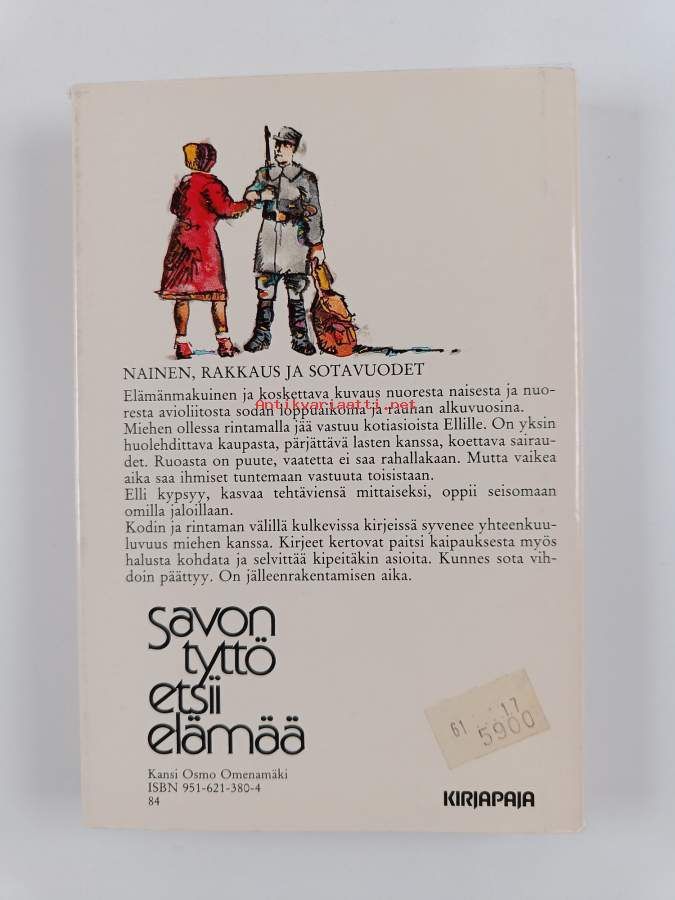 NAINEN, RAKKAUS JA SOTAVUODET
Elämänmakuinen ja koskettava kuvaus nuoresta naisesta ja nuo-
resta avioliitosta sodan loppuaikoina ja rauhan alkuvuosina.
Antikvariaatti.net
Miehen ollessa rintamalla jää vastuu kotiasioista Ellille. On yksin
huolehdittava kaupasta, pärjättävä lasten kanssa, koettava sairau-
det. Ruoasta on puute, vaatetta ei saa rahallakaan. Mutta vaikea
aika saa ihmiset tuntemaan vastuuta toisistaan.
Elli kypsyy, kasvaa tehtäviensä mittaiseksi, oppii seisomaan
omilla jaloillaan.
Kodin ja rintaman välillä kulkevissa kirjeissä syvenee yhteenkuu-
luvuus miehen kanssa. Kirjeet kertovat paitsi kaipauksesta myös
halusta kohdata ja selvittää kipeitäkin asioita. Kunnes sota vih-
doin päättyy. On jälleenrakentamisen aika.
savon
tyttö
etsii
elämää
61 17
5900
Kansi Osmo Omenamäki
ISBN 951-621-380-4
84
KIRJAPAJA